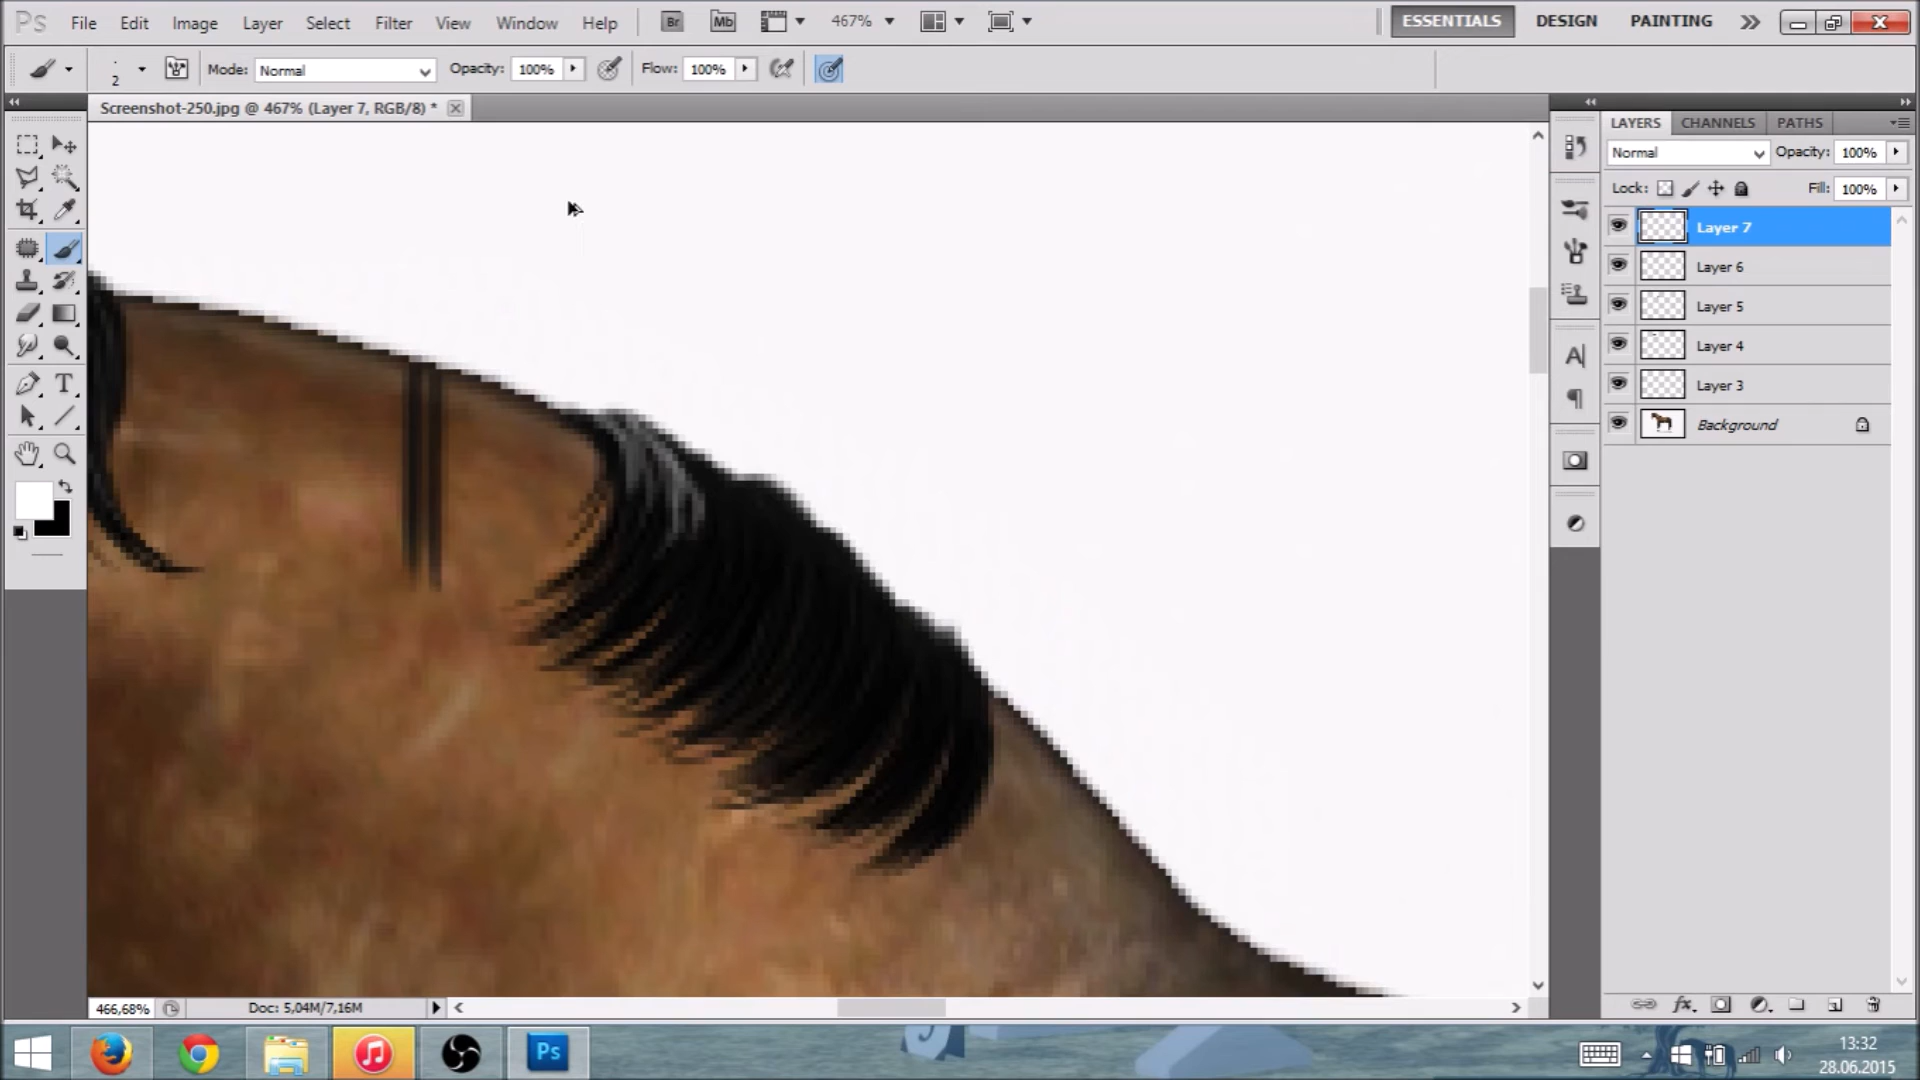 Ps File Edit Image Layer Select Filter View Window Help Br Mb 467% ESSENTIALS DESIGN PAINTING
2 Mode: Normal Opacity: 100% Flow: 100%
Screenshot-250.jpg @ 467% (Layer 7, RGB/8) *
LAYERS CHANNELS PATHS
Normal Opacity: 100%
Lock: Fill: 100%
Layer 7
Layer 6
Layer 5
Layer 4
Layer 3
Background
466,68% Doc: 5,04M/7,16M
Ps
13:32
28.06.2015